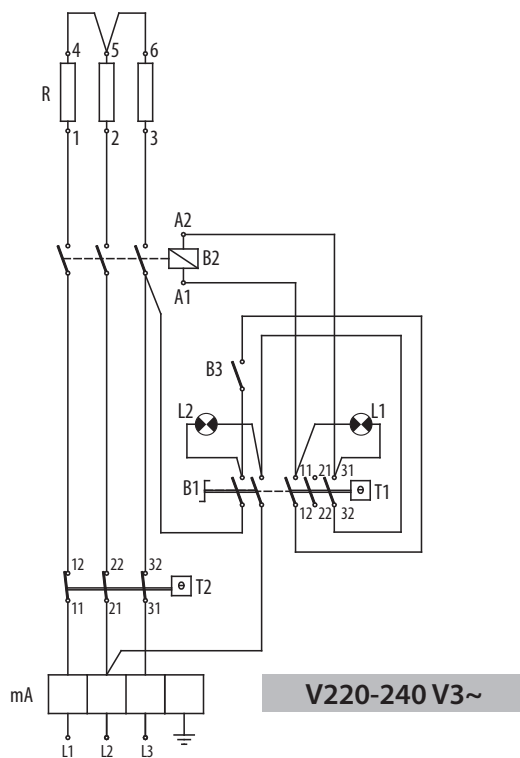 4 5 6
R
1 2 3
A2
B2
A1
B3
L2 L1
11 21 31
B1 T1
12 22 32
12 22 32
T2
11 21 31
mA
V220-240 V3~
L1 L2 L3